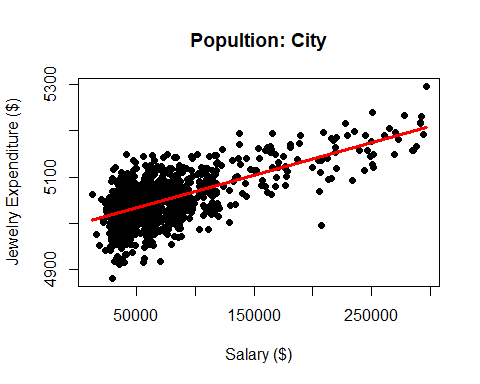 Popultion: City
Jewelry Expenditure ($)
5300
5100
4900
50000 150000 250000
Salary ($)